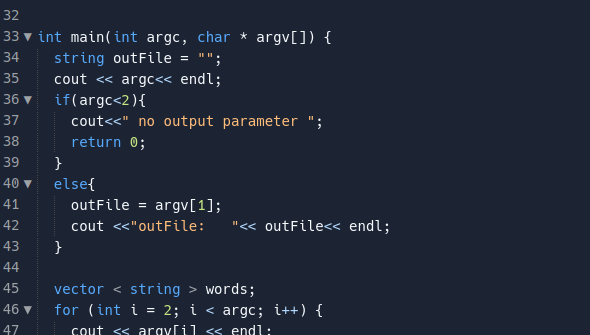 32
33 int main(int argc, char * argv[]) {
34 string outFile = "";
35 cout << argc<< endl;
36 if(argc<2){
37 cout<<" no output parameter ";
38 return 0;
39 }
40 else{
41 outFile = argv[1];
42 cout <<"outFile:   "<< outFile<< endl;
43 }
44
45 vector < string > words;
46 for (int i = 2; i < argc; i++) {
47 cout << argv[i] << endl;